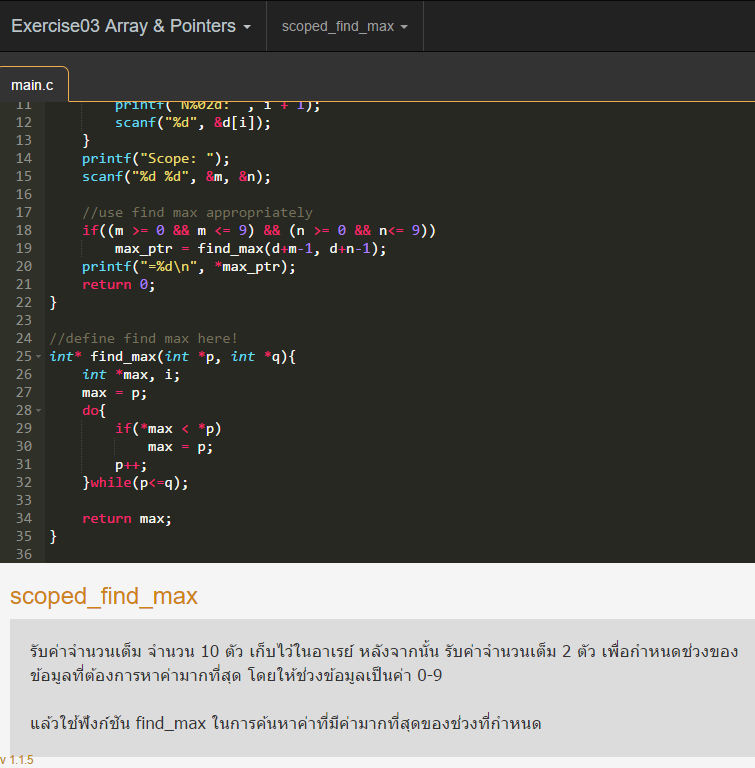 Exercise03 Array & Pointers
scoped_find_max
main.c
11 printf("N%02d: ", i + 1);
12 scanf("%d", &d[i]);
13 }
14 printf("Scope: ");
15 scanf("%d %d", &m, &n);
16
17 //use find max appropriately
18 if((m >= 0 && m <= 9) && (n >= 0 && n<= 9))
19 max_ptr = find_max(d+m-1, d+n-1);
20 printf("=%d\n", *max_ptr);
21 return 0;
22 }
23
24 //define find max here!
25 int* find_max(int *p, int *q){
26 int *max, i;
27 max = p;
28 do{
29 if(*max < *p)
30 max = p;
31 p++;
32 }while(p<=q);
33
34 return max;
35 }
36
scoped_find_max
รับค่าจำนวนเต็ม จำนวน 10 ตัว เก็บไว้ในอาเรย์ หลังจากนั้น รับค่าจำนวนเต็ม 2 ตัว เพื่อกำหนดช่วงของ
ข้อมูลที่ต้องการหาค่ามากที่สุด โดยให้ช่วงข้อมูลเป็นค่า 0-9
แล้วใช้ฟังก์ชัน find_max ในการค้นหาค่าที่มีค่ามากที่สุดของช่วงที่กำหนด
v 1.1.5